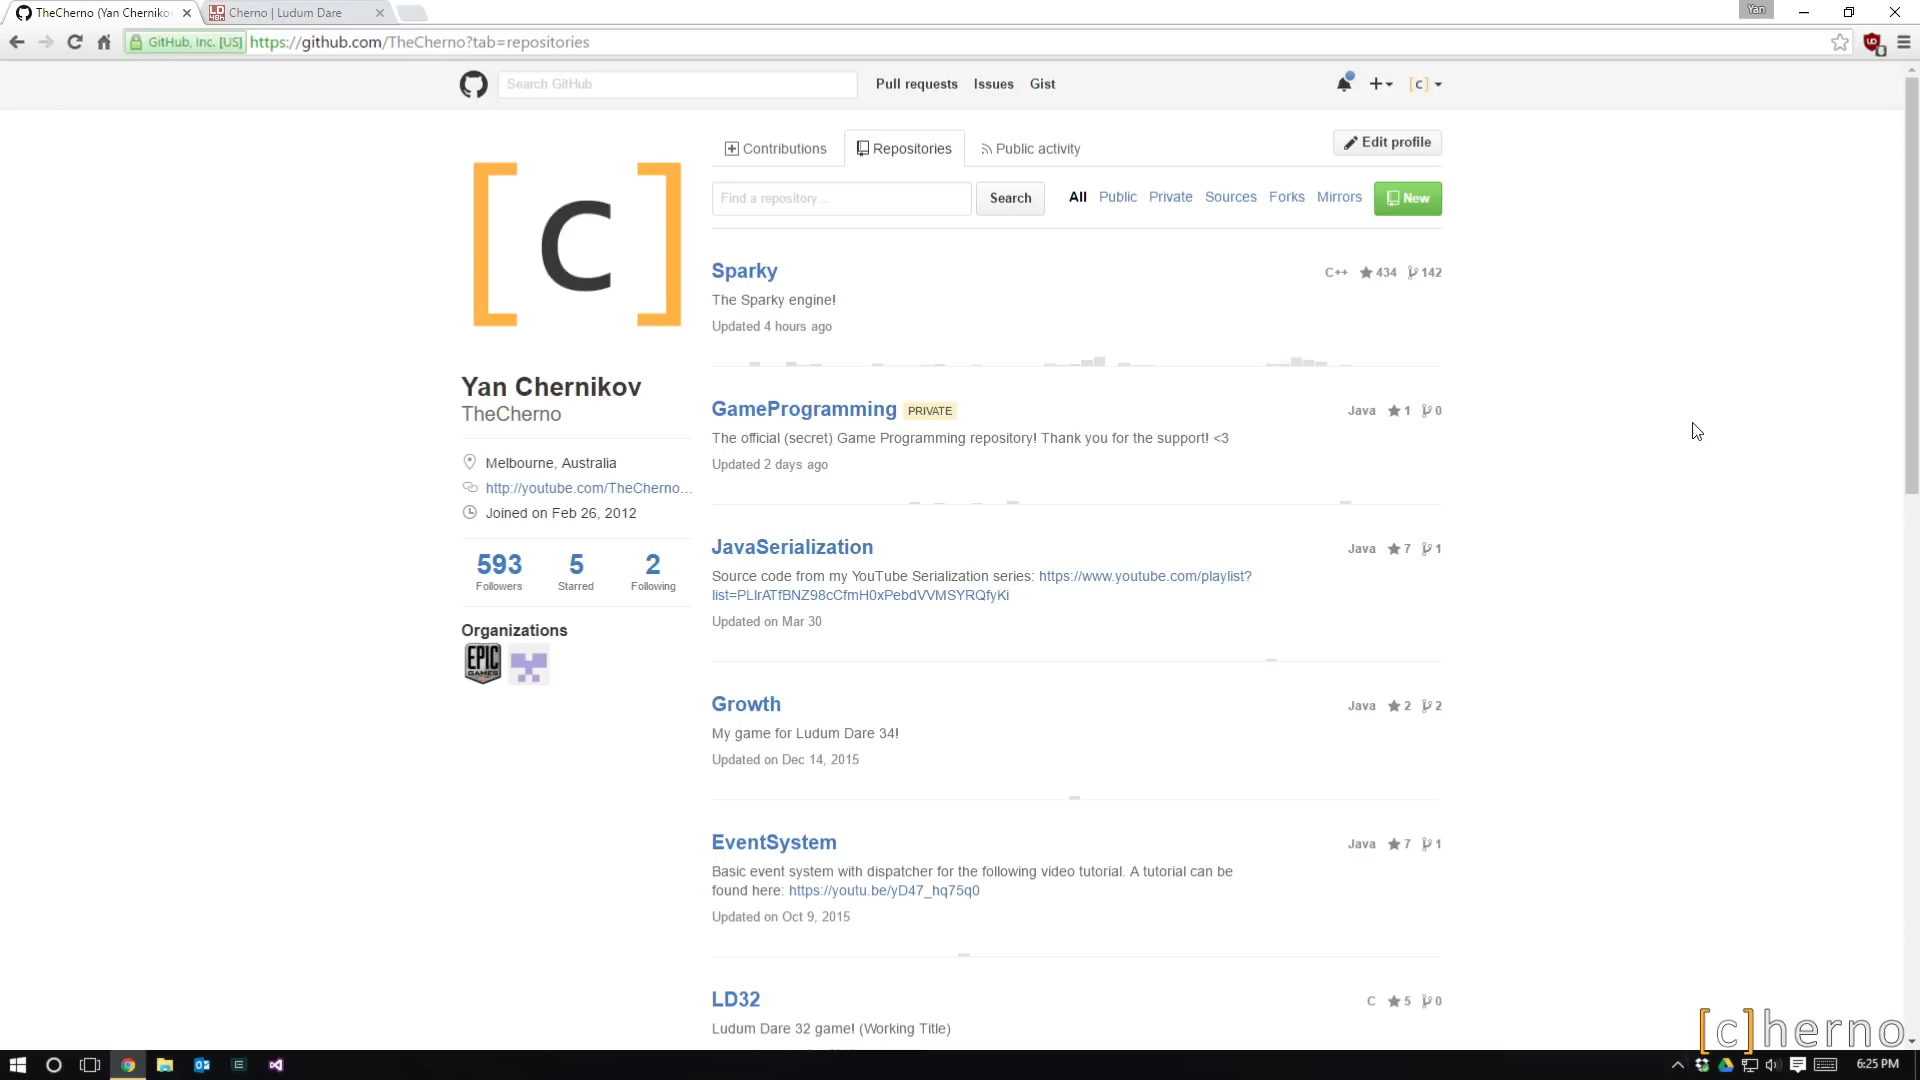 TheCherno (Yan Cherniko
Cherno | Ludum Dare
Yan
GitHub, Inc. [US]
https://github.com/TheCherno?tab=repositories
Search GitHub
Pull requests
Issues
Gist
[c]
Contributions
Repositories
Public activity
Edit profile
Find a repository...
Search
All
Public
Private
Sources
Forks
Mirrors
New
[c]
Yan Chernikov
TheCherno
Melbourne, Australia
http://youtube.com/TheCherno...
Joined on Feb 26, 2012
593
Followers
5
Starred
2
Following
Organizations
EPIC
GAMES
Sparky
C++ 434 142
The Sparky engine!
Updated 4 hours ago
GameProgramming PRIVATE
Java 1 0
The official (secret) Game Programming repository! Thank you for the support! <3
Updated 2 days ago
JavaSerialization
Java 7 1
Source code from my YouTube Serialization series: https://www.youtube.com/playlist?
list=PLlrATfBNZ98cCfmH0xPebdVVMSYRQfyKi
Updated on Mar 30
Growth
Java 2 2
My game for Ludum Dare 34!
Updated on Dec 14, 2015
EventSystem
Java 7 1
Basic event system with dispatcher for the following video tutorial. A tutorial can be
found here: https://youtu.be/yD47_hq75q0
Updated on Oct 9, 2015
LD32
C 5 0
Ludum Dare 32 game! (Working Title)
[c]herno
6:25 PM